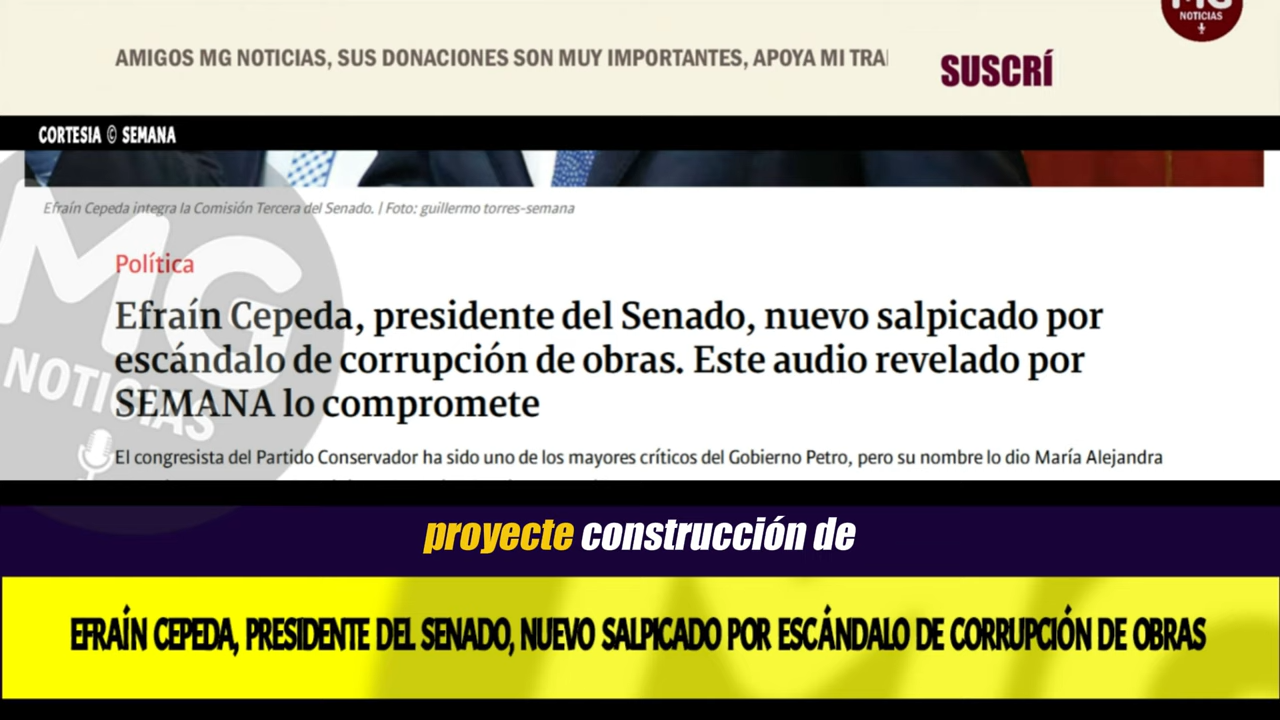 MG
NOTICIAS
AMIGOS MG NOTICIAS, SUS DONACIONES SON MUY IMPORTANTES, APOYA MI
SUSCRÍ
CORTESIA © SEMANA
Efraín Cepeda integra la Comisión Tercera del Senado. | Foto: guillermo torres-semana
Política
Efraín Cepeda, presidente del Senado, nuevo salpicado por
escándalo de corrupción de obras. Este audio revelado por
SEMANA lo compromete
MG
NOTICIAS
El congresista del Partido Conservador ha sido uno de los mayores críticos del Gobierno Petro, pero su nombre lo dio María Alejandra
proyecte construcción de
EFRAÍN CEPEDA, PRESIDENTE DEL SENADO, NUEVO SALPICADO POR ESCÁNDALO DE CORRUPCIÓN DE OBRAS